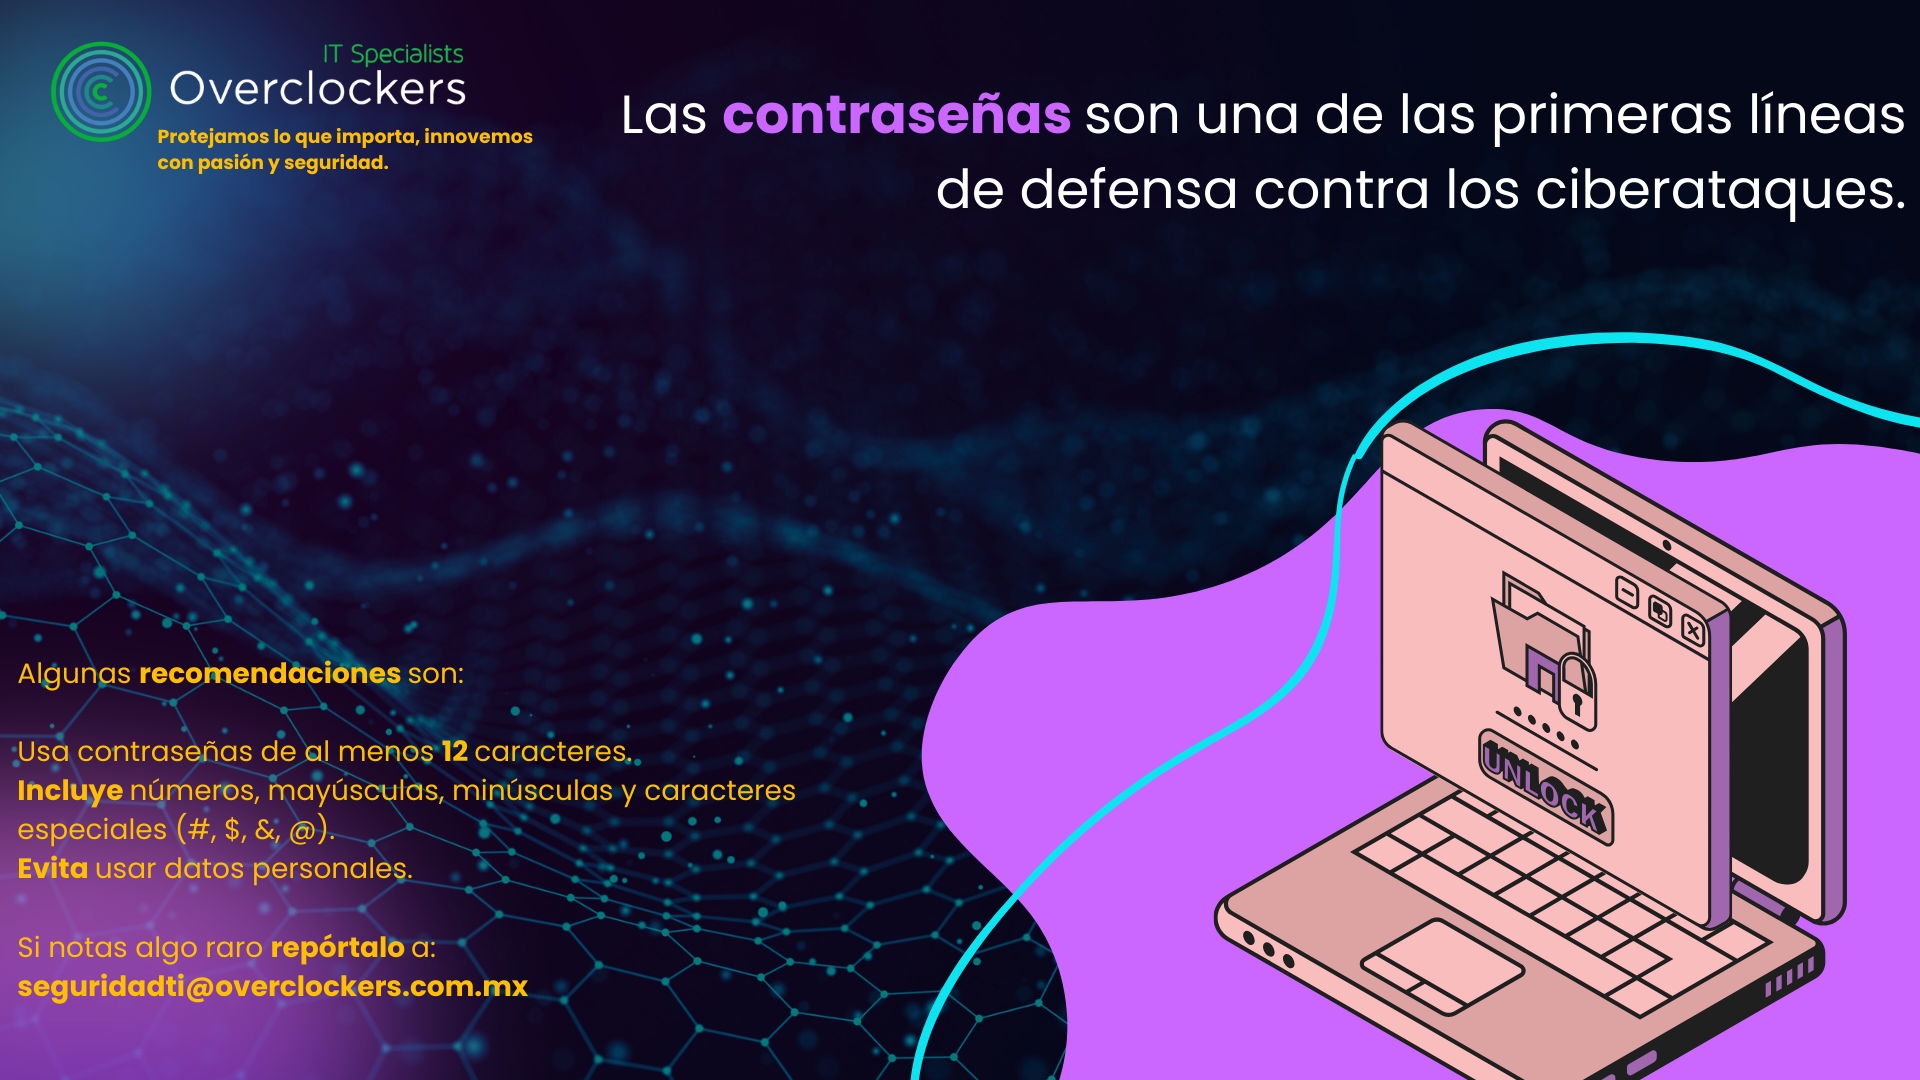 IT Specialists
Overclockers
Protejamos lo que importa, innovemos
con pasión y seguridad.
Las contraseñas son una de las primeras líneas
de defensa contra los ciberataques.
UNLOCK
Algunas recomendaciones son:
Usa contraseñas de al menos 12 caracteres.
Incluye números, mayúsculas, minúsculas y caracteres
especiales (#, $, &, @).
Evita usar datos personales.
Si notas algo raro repórtalo a:
seguridadti@overclockers.com.mx